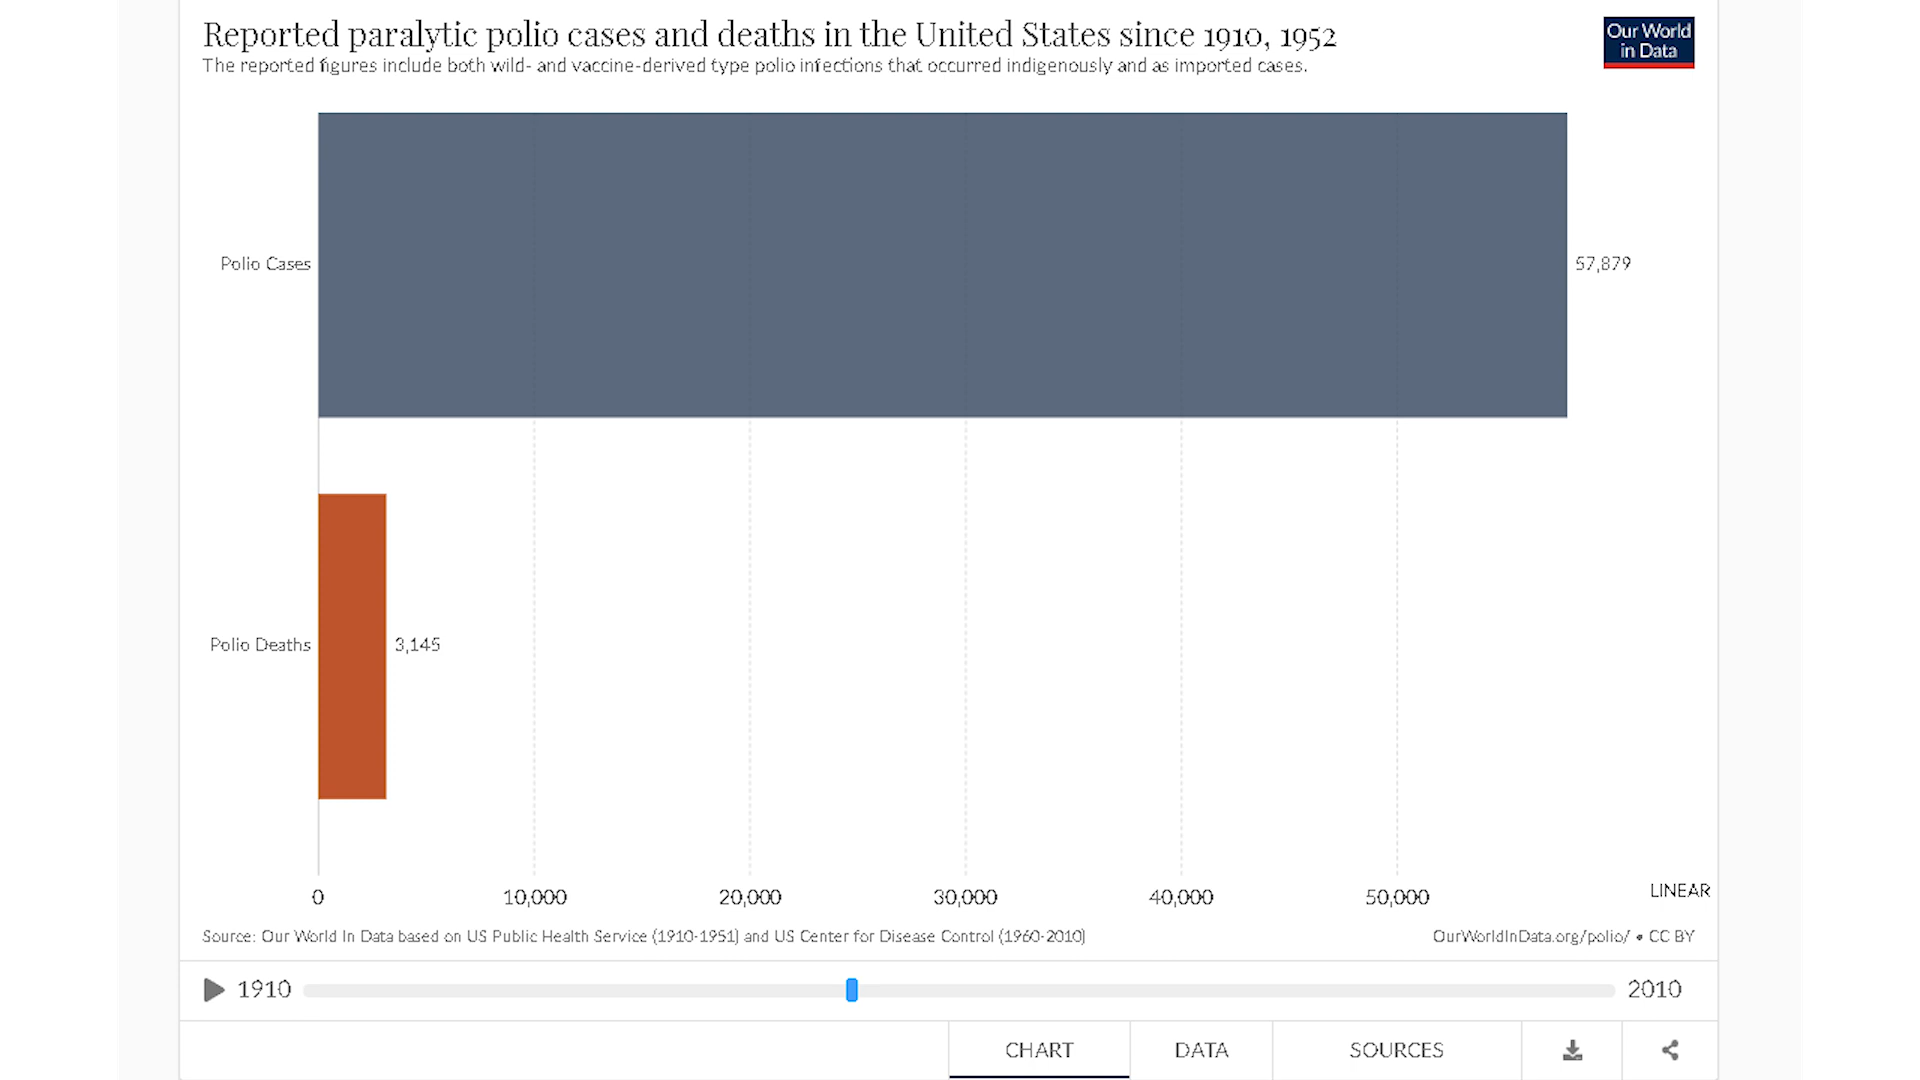 Reported paralytic polio cases and deaths in the United States since 1910, 1952
The reported figures include both wild- and vaccine-derived type polio infections that occurred indigenously and as imported cases.
Our World
in Data
Polio Cases
57,879
Polio Deaths
3,145
0 10,000 20,000 30,000 40,000 50,000
LINEAR
Source: Our World In Data based on US Public Health Service (1910-1951) and US Center for Disease Control (1960-2010)
OurWorldInData.org/polio/ • CC BY
1910
2010
CHART DATA SOURCES